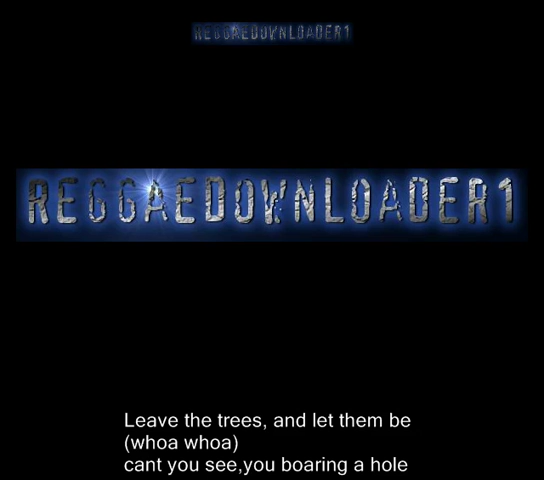 REGGAEDOWNLOADER1
REGGAEDOWNLOADER1
Leave the trees, and let them be
(whoa whoa)
cant you see,you boaring a hole